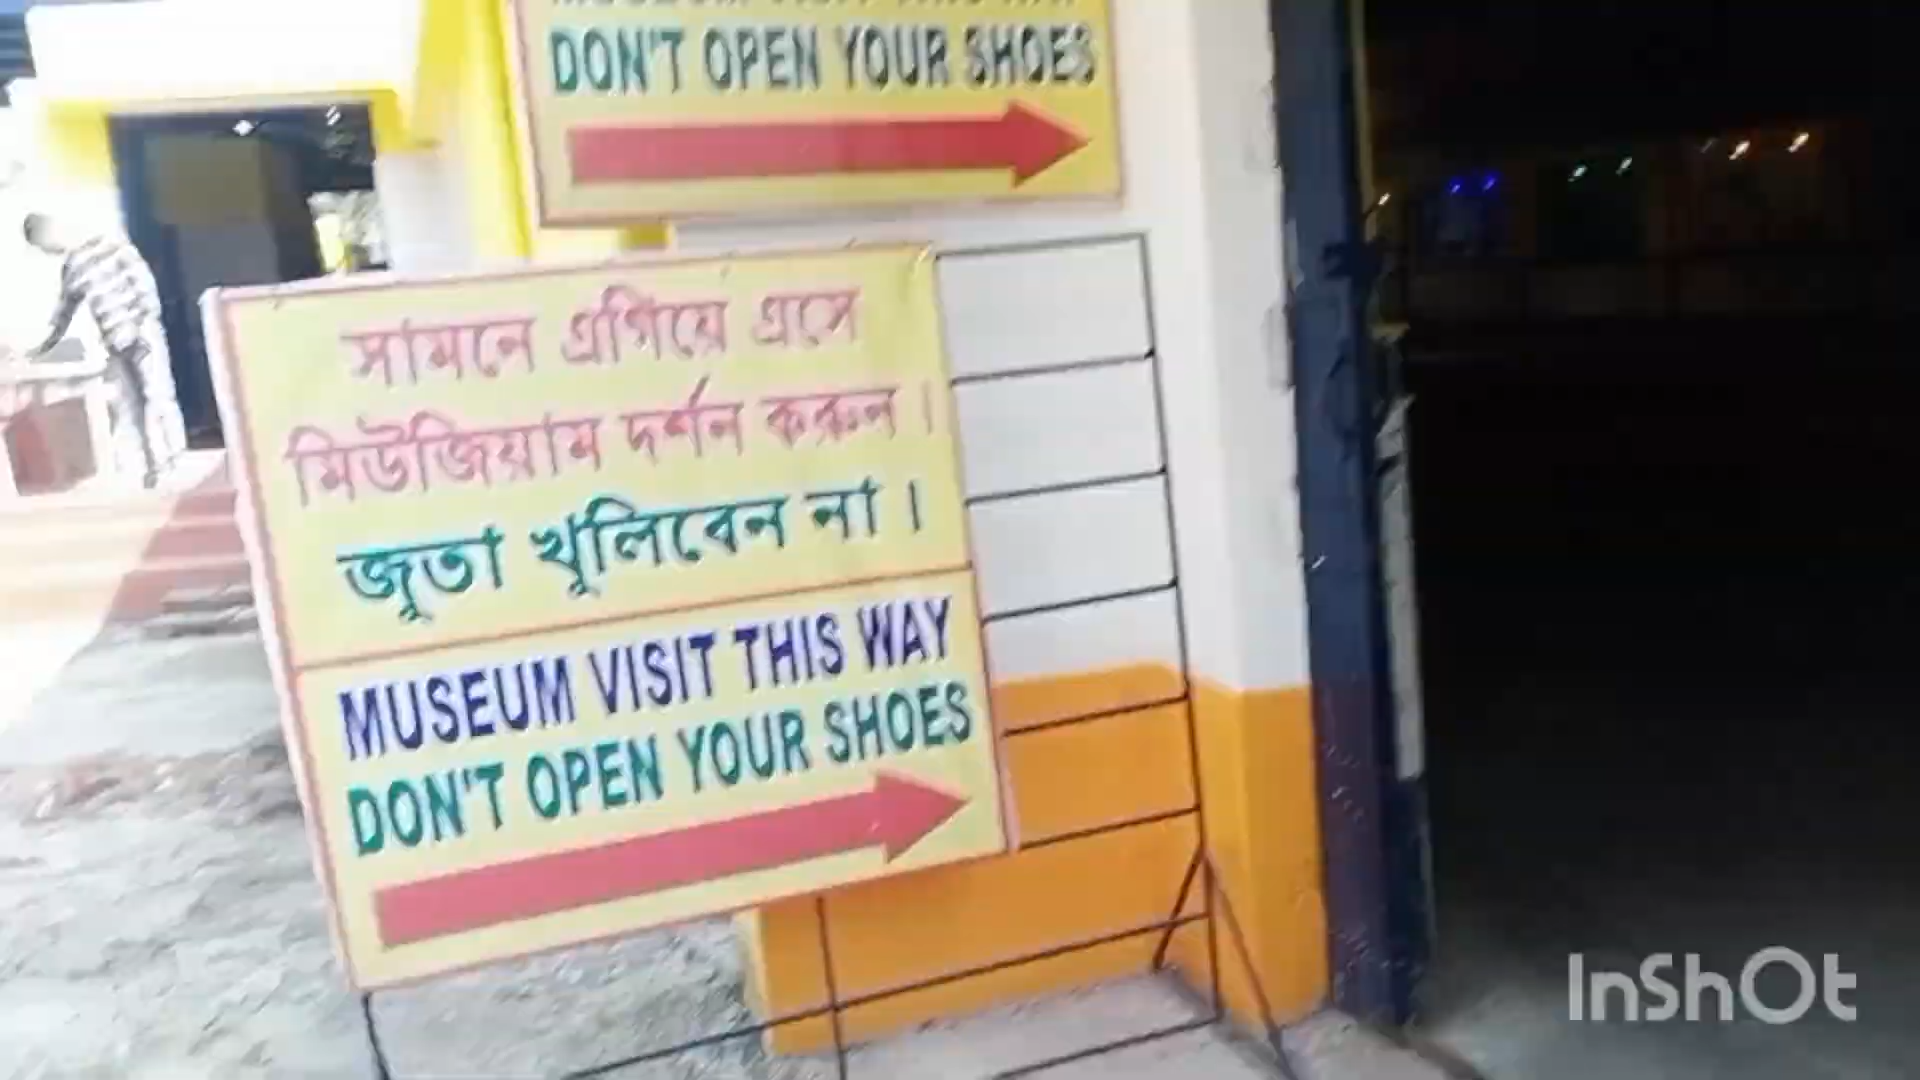 DON'T OPEN YOUR SHOES
সামনে এগিয়ে এসে
মিউজিয়াম দর্শন করুন।
জুতা খুলিবেন না।
MUSEUM VISIT THIS WAY
DON'T OPEN YOUR SHOES
InShOt